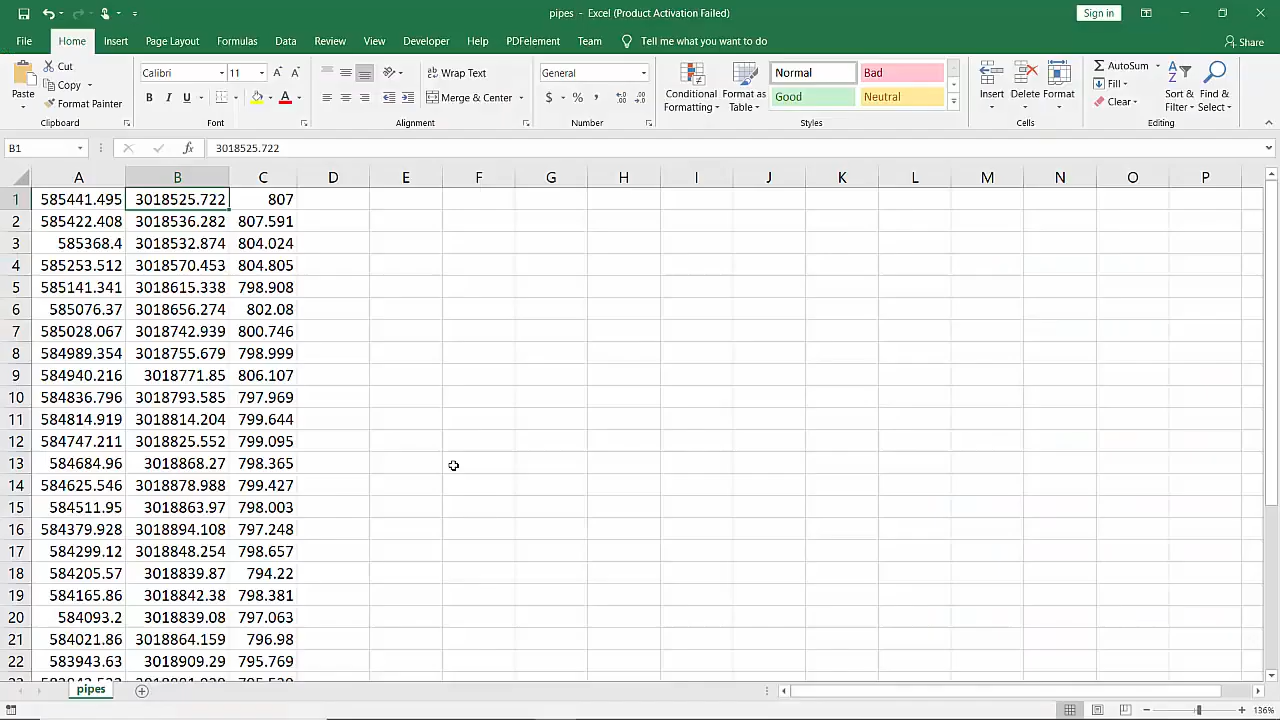 pipes - Excel (Product Activation Failed)
Sign in
File Home Insert Page Layout Formulas Data Review View Developer Help PDFelement Team Tell me what you want to do Share
Paste
Cut
Copy
Format Painter
Clipboard
Calibri 11 A A
B I U A
Font
Wrap Text
Merge & Center
Alignment
General
$ % ,
Number
Conditional Formatting
Format as Table
Normal Bad
Good Neutral
Styles
Insert Delete Format
Cells
AutoSum
Fill
Clear
Sort & Filter
Find & Select
Editing
B1 fx 3018525.722
A B C D E F G H I J K L M N O P
1 585441.495 3018525.722 807
2 585422.408 3018536.282 807.591
3 585368.4 3018532.874 804.024
4 585253.512 3018570.453 804.805
5 585141.341 3018615.338 798.908
6 585076.37 3018656.274 802.08
7 585028.067 3018742.939 800.746
8 584989.354 3018755.679 798.999
9 584940.216 3018771.85 806.107
10 584836.796 3018793.585 797.969
11 584814.919 3018814.204 799.644
12 584747.211 3018825.552 799.095
13 584684.96 3018868.27 798.365
14 584625.546 3018878.988 799.427
15 584511.95 3018863.97 798.003
16 584379.928 3018894.108 797.248
17 584299.12 3018848.254 798.657
18 584205.57 3018839.87 794.22
19 584165.86 3018842.38 798.381
20 584093.2 3018839.08 797.063
21 584021.86 3018864.159 796.98
22 583943.63 3018909.29 795.769
pipes
136%